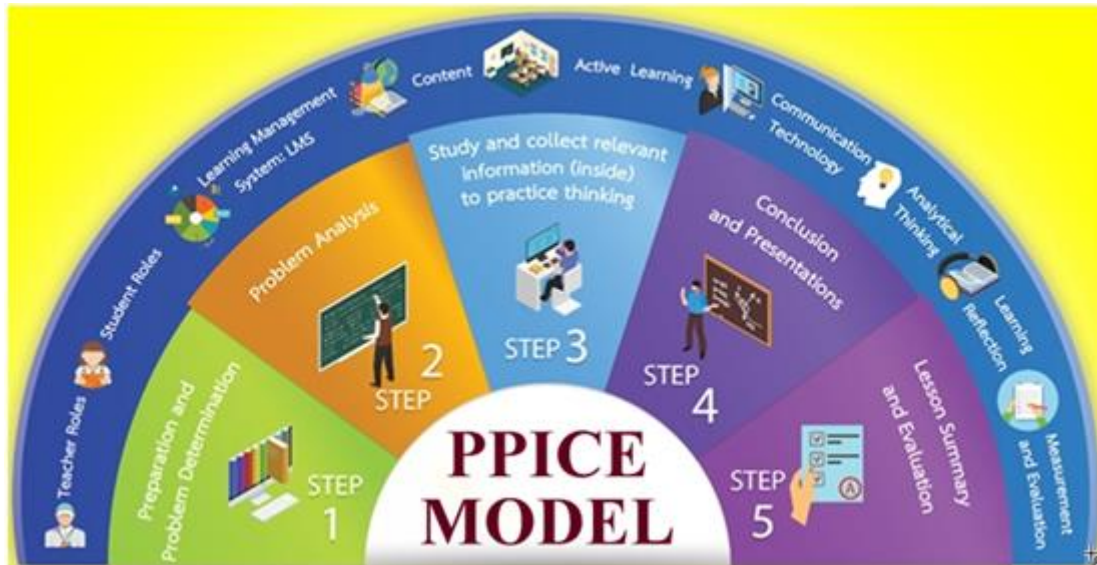 Teacher Roles
Student Roles
Learning Management
System: LMS
Content
Active Learning
Communication
Technology
Analytical
Thinking
Learning
Reflection
Measurement
and Evaluation
Preparation and
Problem Determination
STEP
1
Problem Analysis
2
STEP
Study and collect relevant
information (inside)
to practice thinking
STEP 3
Conclusion
and Presentations
STEP
4
Lesson Summary
and Evaluation
STEP
5
PPICE
MODEL